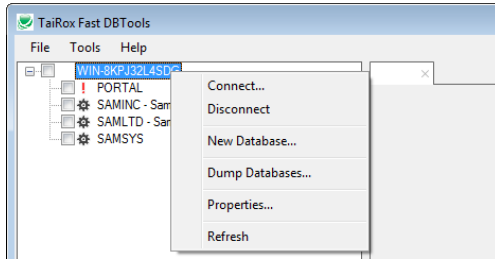 TaiRox Fast DBTools
File Tools Help
WIN-8KPJ32L4SDG
PORTAL
SAMINC - Sam
SAMLTD - Sam
SAMSYS
Connect...
Disconnect
New Database...
Dump Databases...
Properties...
Refresh